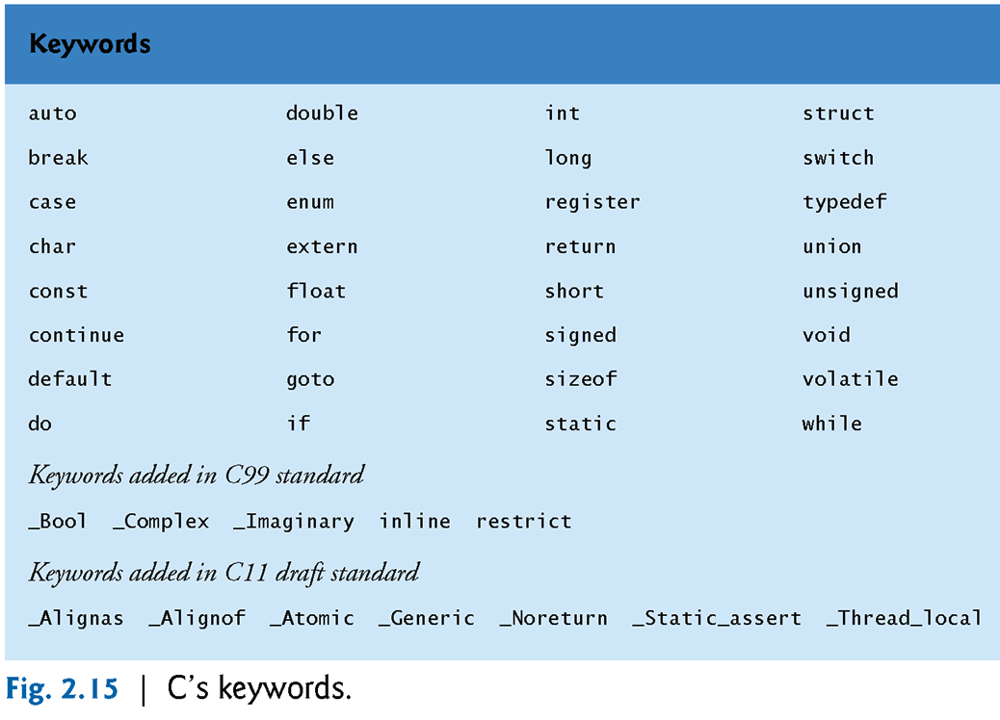 Keywords
auto double int struct
break else long switch
case enum register typedef
char extern return union
const float short unsigned
continue for signed void
default goto sizeof volatile
do if static while
Keywords added in C99 standard
_Bool _Complex _Imaginary inline restrict
Keywords added in C11 draft standard
_Alignas _Alignof _Atomic _Generic _Noreturn _Static_assert _Thread_local
Fig. 2.15 | C's keywords.